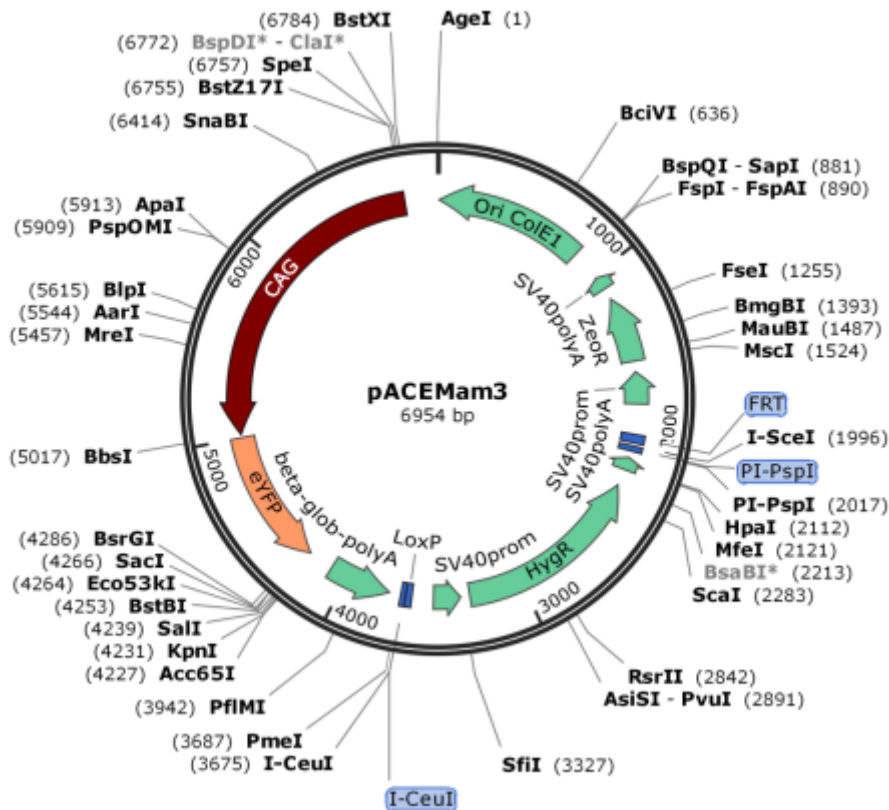 (6784) BstXI
(6772) BspDI* - ClaI*
(6757) SpeI
(6755) BstZ17I
(6414) SnaBI
(5913) ApaI
(5909) PspOMI
(5615) BlpI
(5544) AarI
(5457) MreI
(5017) BbsI
(4286) BsrGI
(4266) SacI
(4264) Eco53kI
(4253) BstBI
(4239) SalI
(4231) KpnI
(4227) Acc65I
(3942) PflMI
(3687) PmeI
(3675) I-CeuI
I-CeuI
AgeI (1)
BciVI (636)
BspQI - SapI (881)
FspI - FspAI (890)
FseI (1255)
BmgBI (1393)
MauBI (1487)
MscI (1524)
FRT
I-SceI (1996)
PI-PspI
PI-PspI (2017)
HpaI (2112)
MfeI (2121)
BsaBI* (2213)
ScaI (2283)
RsrII (2842)
AsiSI - PvuI (2891)
SfiI (3327)
1000
2000
3000
4000
5000
6000
Ori ColE1
SV40polyA
ZeoR
SV40prom
SV40polyA
HygR
SV40prom
LoxP
beta-glob-polyA
eYFP
CAG
pACEMam3
6954 bp